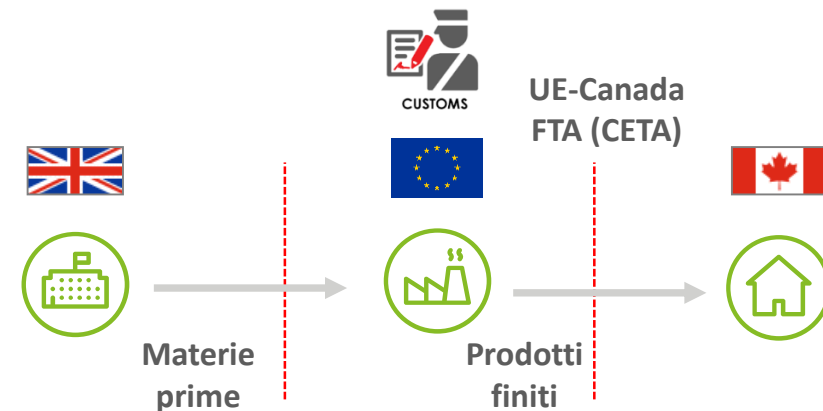 CUSTOMS
UE-Canada
FTA (CETA)
Materie
prime
Prodotti
finiti